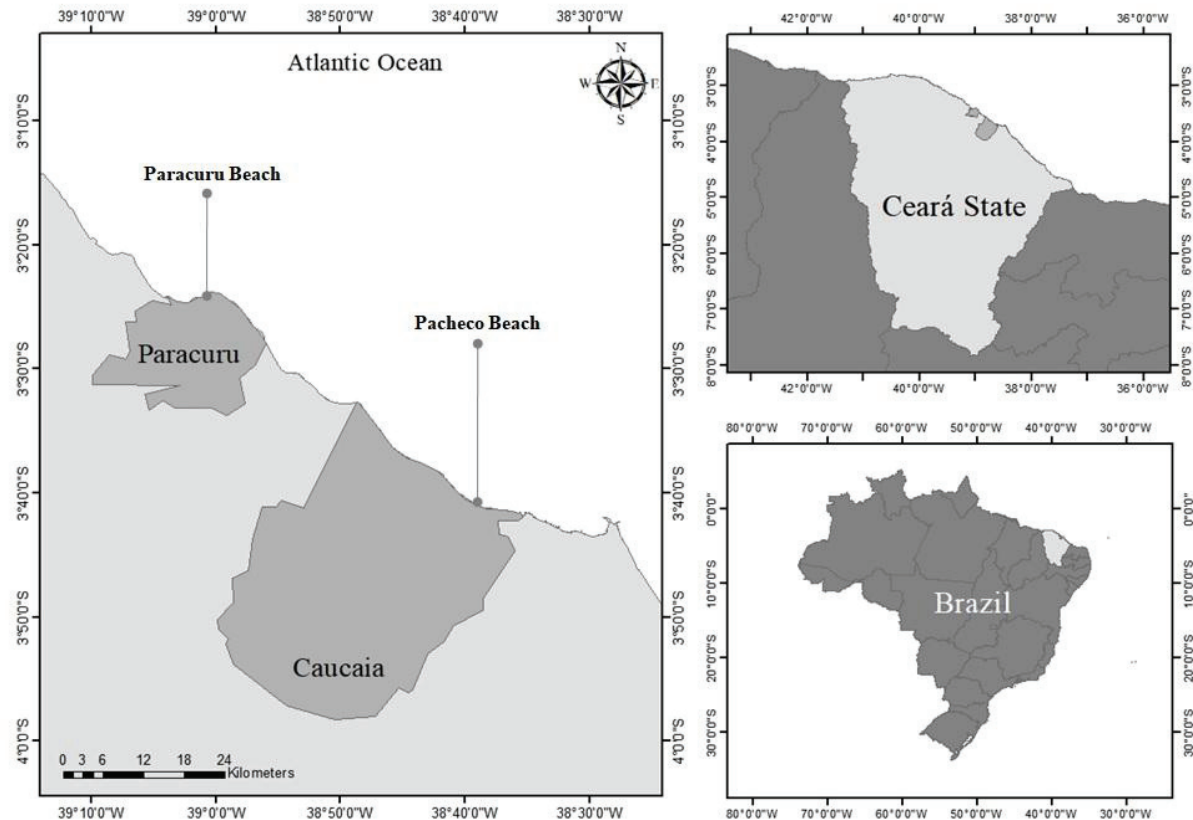 39°10'0"W 39°0'0"W 38°50'0"W 38°40'0"W 38°30'0"W
Atlantic Ocean
N
W E
S
3°10'0"S 3°10'0"S
Paracuru Beach
3°20'0"S 3°20'0"S
Pacheco Beach
Paracuru
3°30'0"S 3°30'0"S
3°40'0"S 3°40'0"S
3°50'0"S 3°50'0"S
Caucaia
4°0'0"S 4°0'0"S
0 3 6 12 18 24
Kilometers
39°10'0"W 39°0'0"W 38°50'0"W 38°40'0"W 38°30'0"W
42°0'0"W 40°0'0"W 38°0'0"W 36°0'0"W
3°0'0"S 3°0'0"S
4°0'0"S 4°0'0"S
Ceará State
5°0'0"S 5°0'0"S
6°0'0"S 6°0'0"S
7°0'0"S 7°0'0"S
8°0'0"S 8°0'0"S
42°0'0"W 40°0'0"W 38°0'0"W 36°0'0"W
80°0'0"W 70°0'0"W 60°0'0"W 50°0'0"W 40°0'0"W 30°0'0"W
0°0'0" 0°0'0"
10°0'0"S 10°0'0"S
Brazil
20°0'0"S 20°0'0"S
30°0'0"S 30°0'0"S
80°0'0"W 70°0'0"W 60°0'0"W 50°0'0"W 40°0'0"W 30°0'0"W